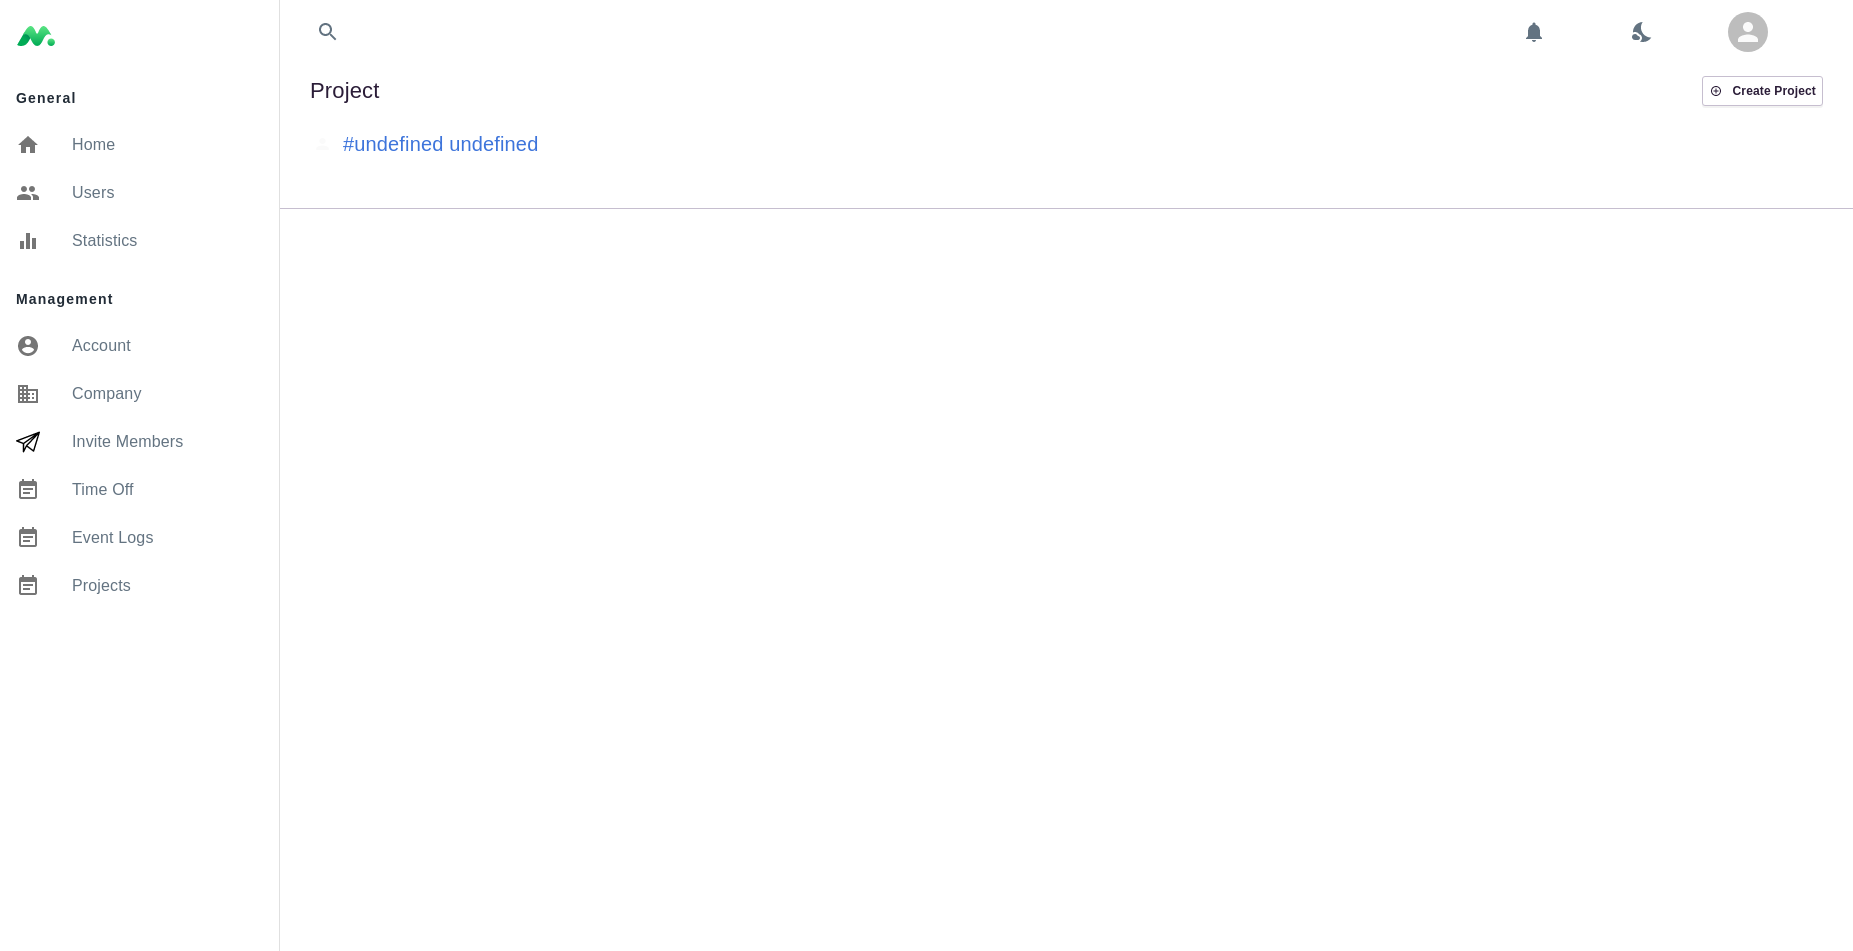 General
Home
Users
Statistics
Management
Account
Company
Invite Members
Time Off
Event Logs
Projects
Project
Create Project
#undefined undefined